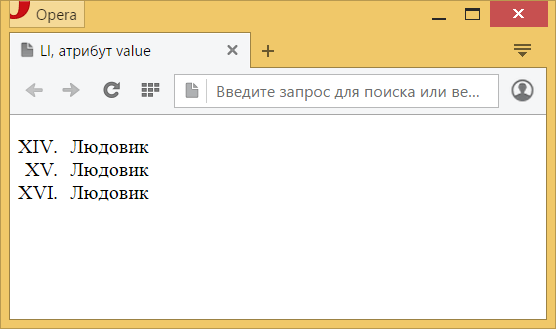 Opera
LI, атрибут value
Введите запрос для поиска или ве...
XIV. Людовик
XV. Людовик
XVI. Людовик